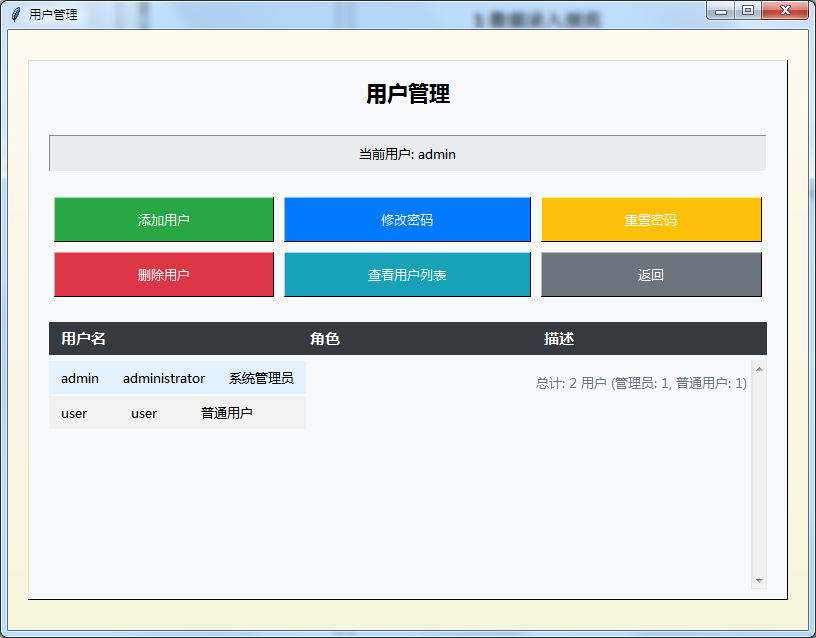 用户管理
用户管理
当前用户: admin
添加用户 修改密码 重置密码
删除用户 查看用户列表 返回
用户名 角色 描述
admin administrator 系统管理员
总计: 2 用户 (管理员: 1, 普通用户: 1)
user user 普通用户